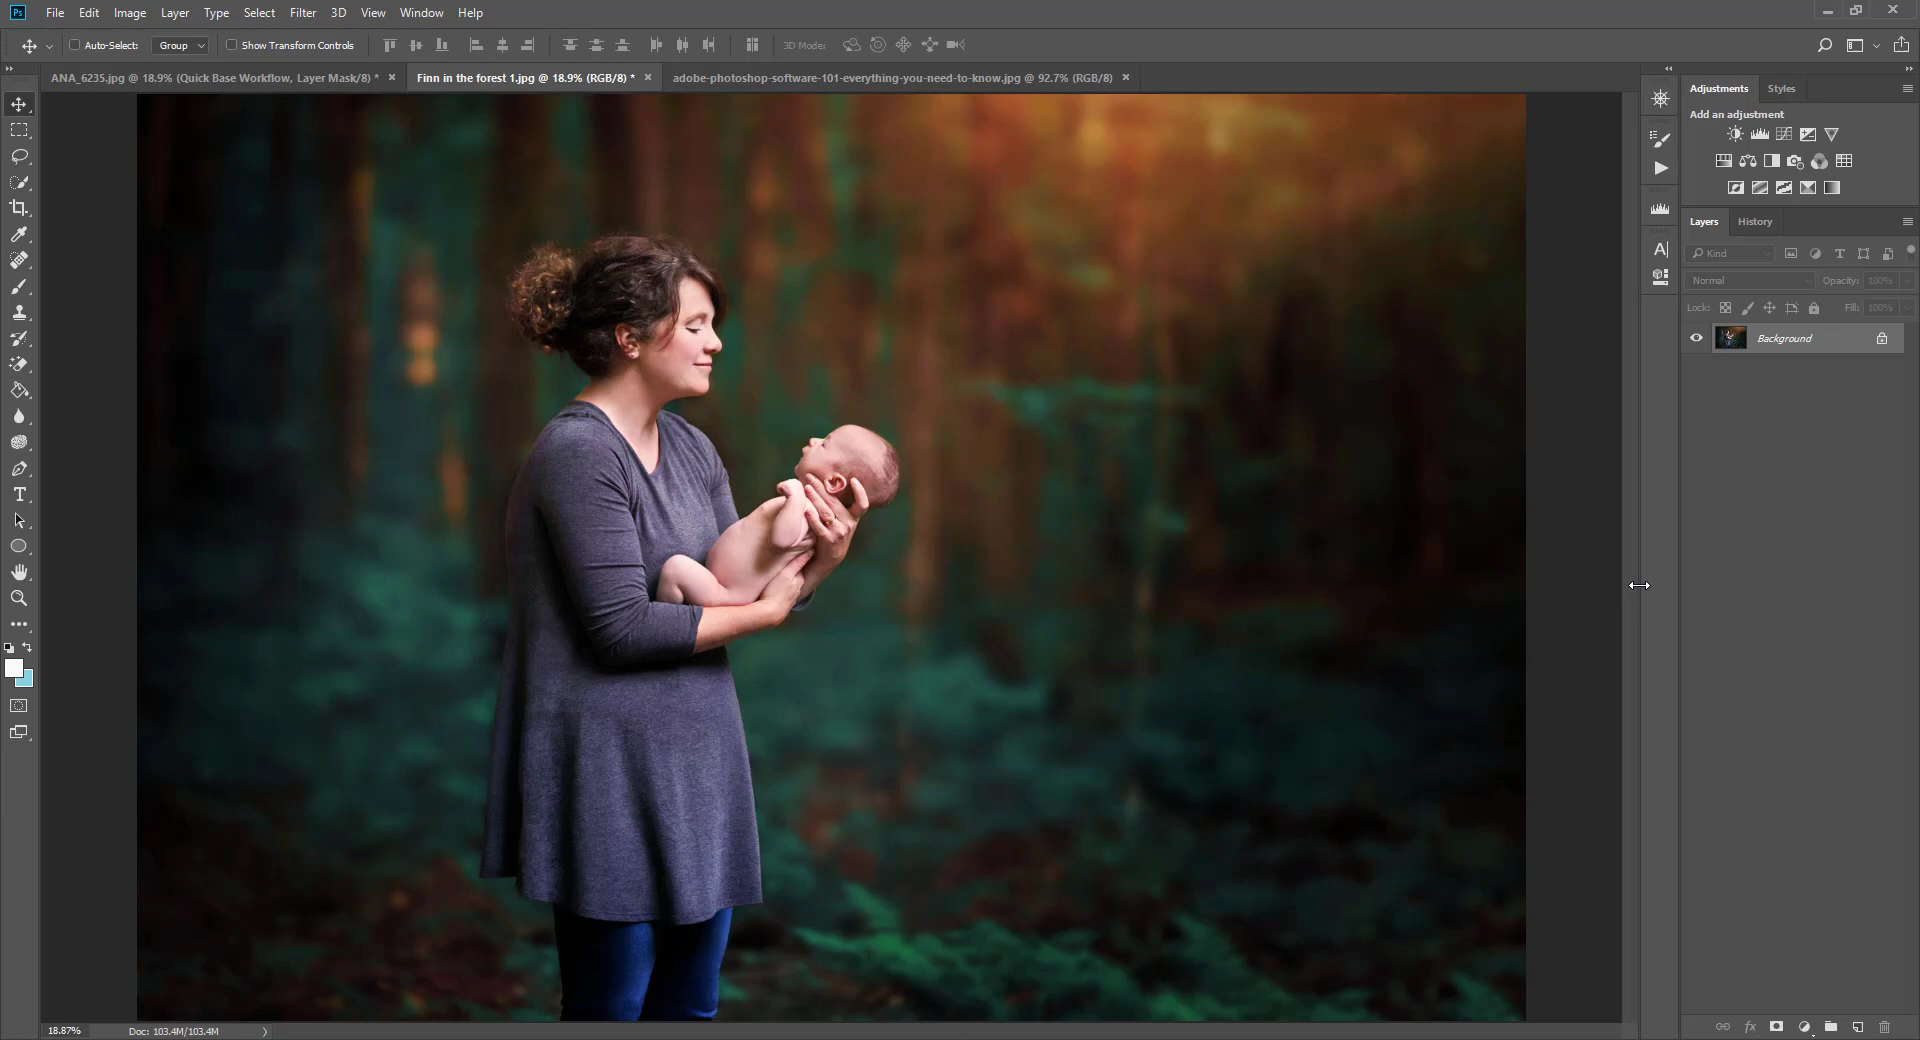 Ps File Edit Image Layer Type Select Filter 3D View Window Help
Auto-Select: Group Show Transform Controls 3D Mode:
ANA_6235.jpg @ 18.9% (Quick Base Workflow, Layer Mask/8) * × Finn in the forest 1.jpg @ 18.9% (RGB/8) * × adobe-photoshop-software-101-everything-you-need-to-know.jpg @ 92.7% (RGB/8) ×
Adjustments Styles
Add an adjustment
Layers History
Kind
Normal Opacity: 100%
Lock: Fill: 100%
Background
18.87% Doc: 103.4M/103.4M